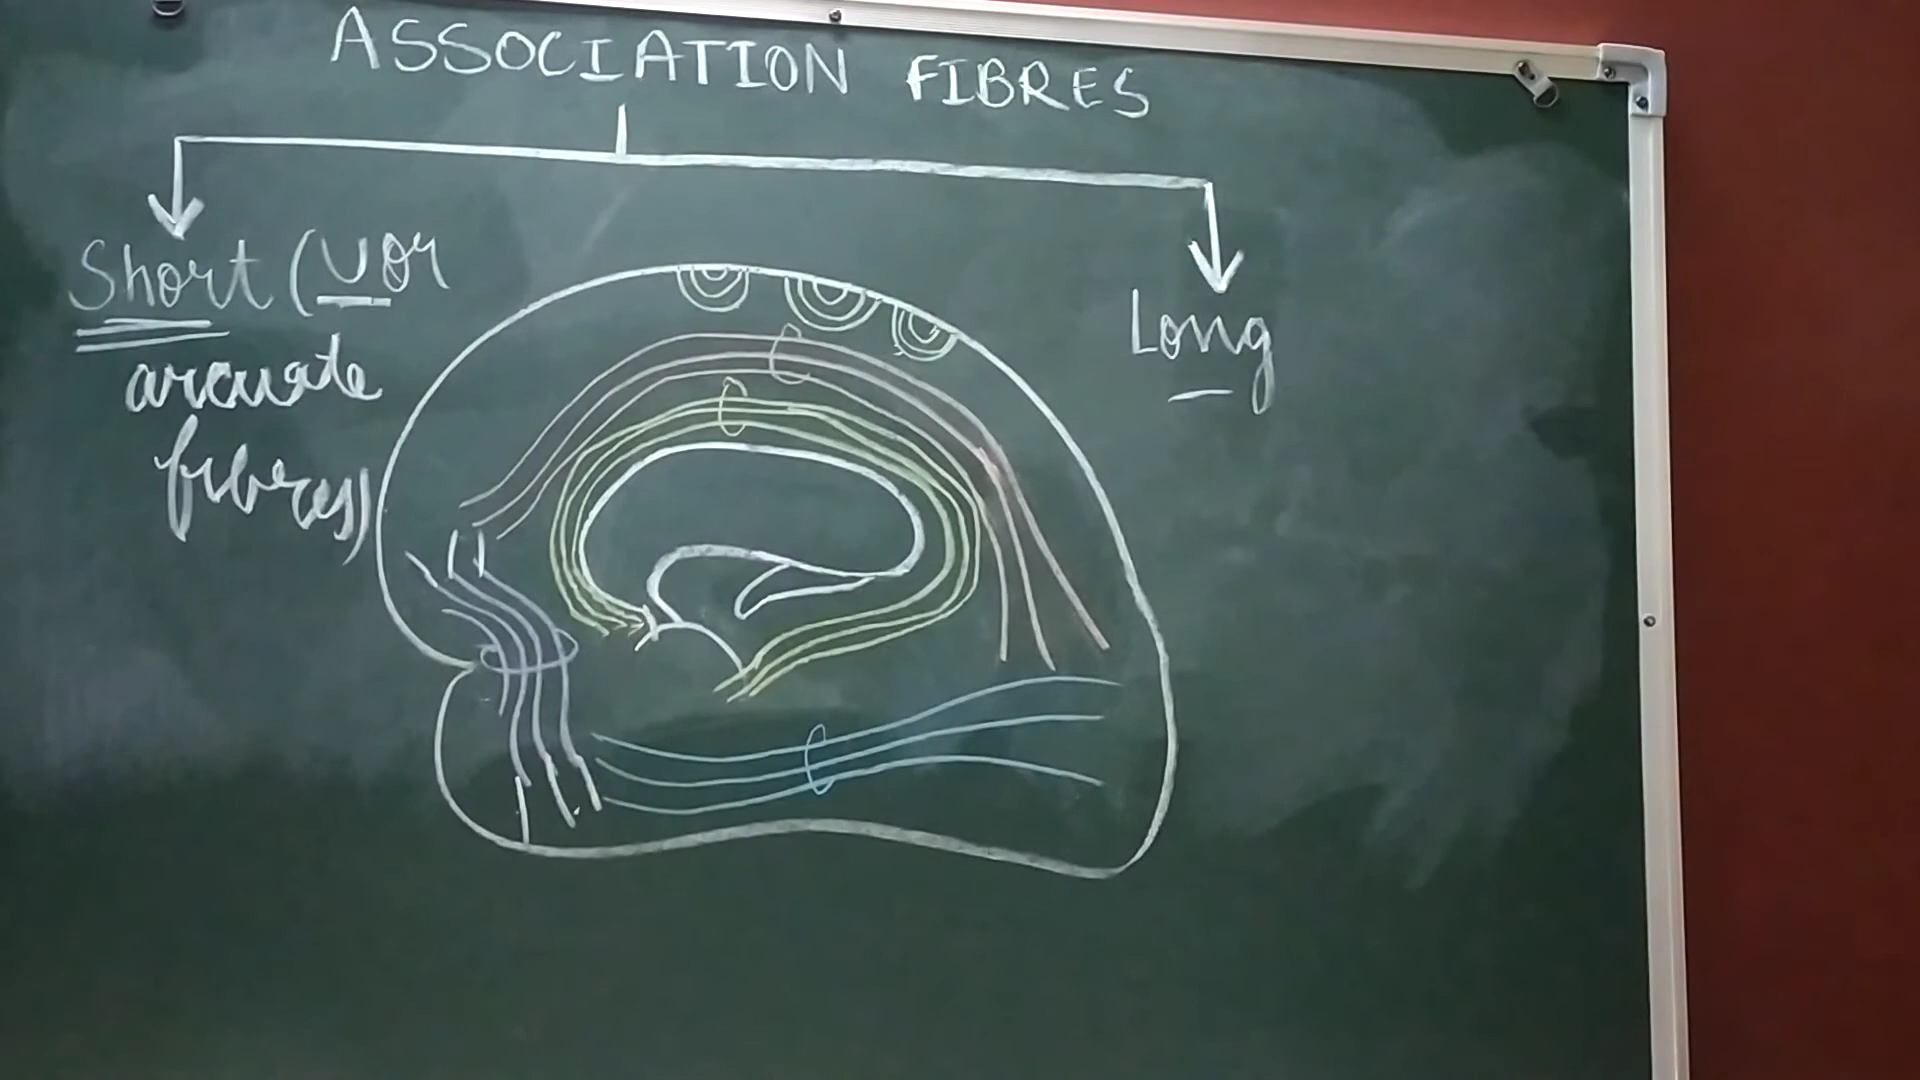 ASSOCIATION FIBRES
Short (U or
arcuate
fibres)
Long